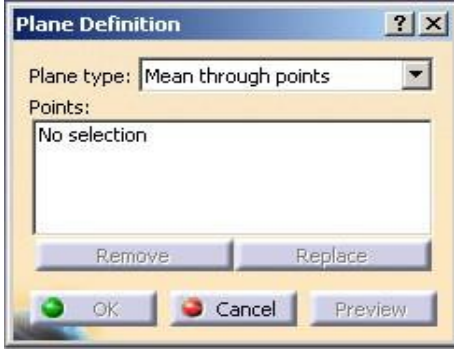 Plane Definition ? X
Plane type: Mean through points
Points:
No selection
Remove Replace
OK Cancel Preview